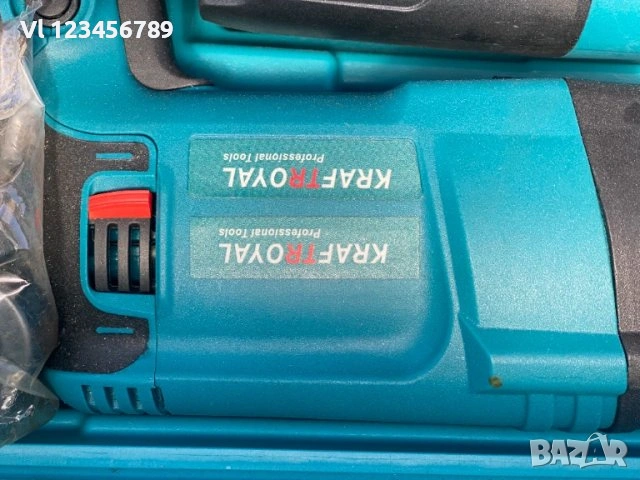 Vl 123456789
KRAFTROYAL
Professional Tools
KRAFTROYAL
Professional Tools
BAZAR